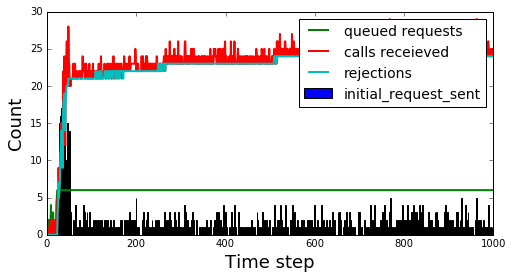 30
25
20
15
10
5
0
Count
queued requests
calls receieved
rejections
initial_request_sent
0
200
400
600
800
1000
Time step